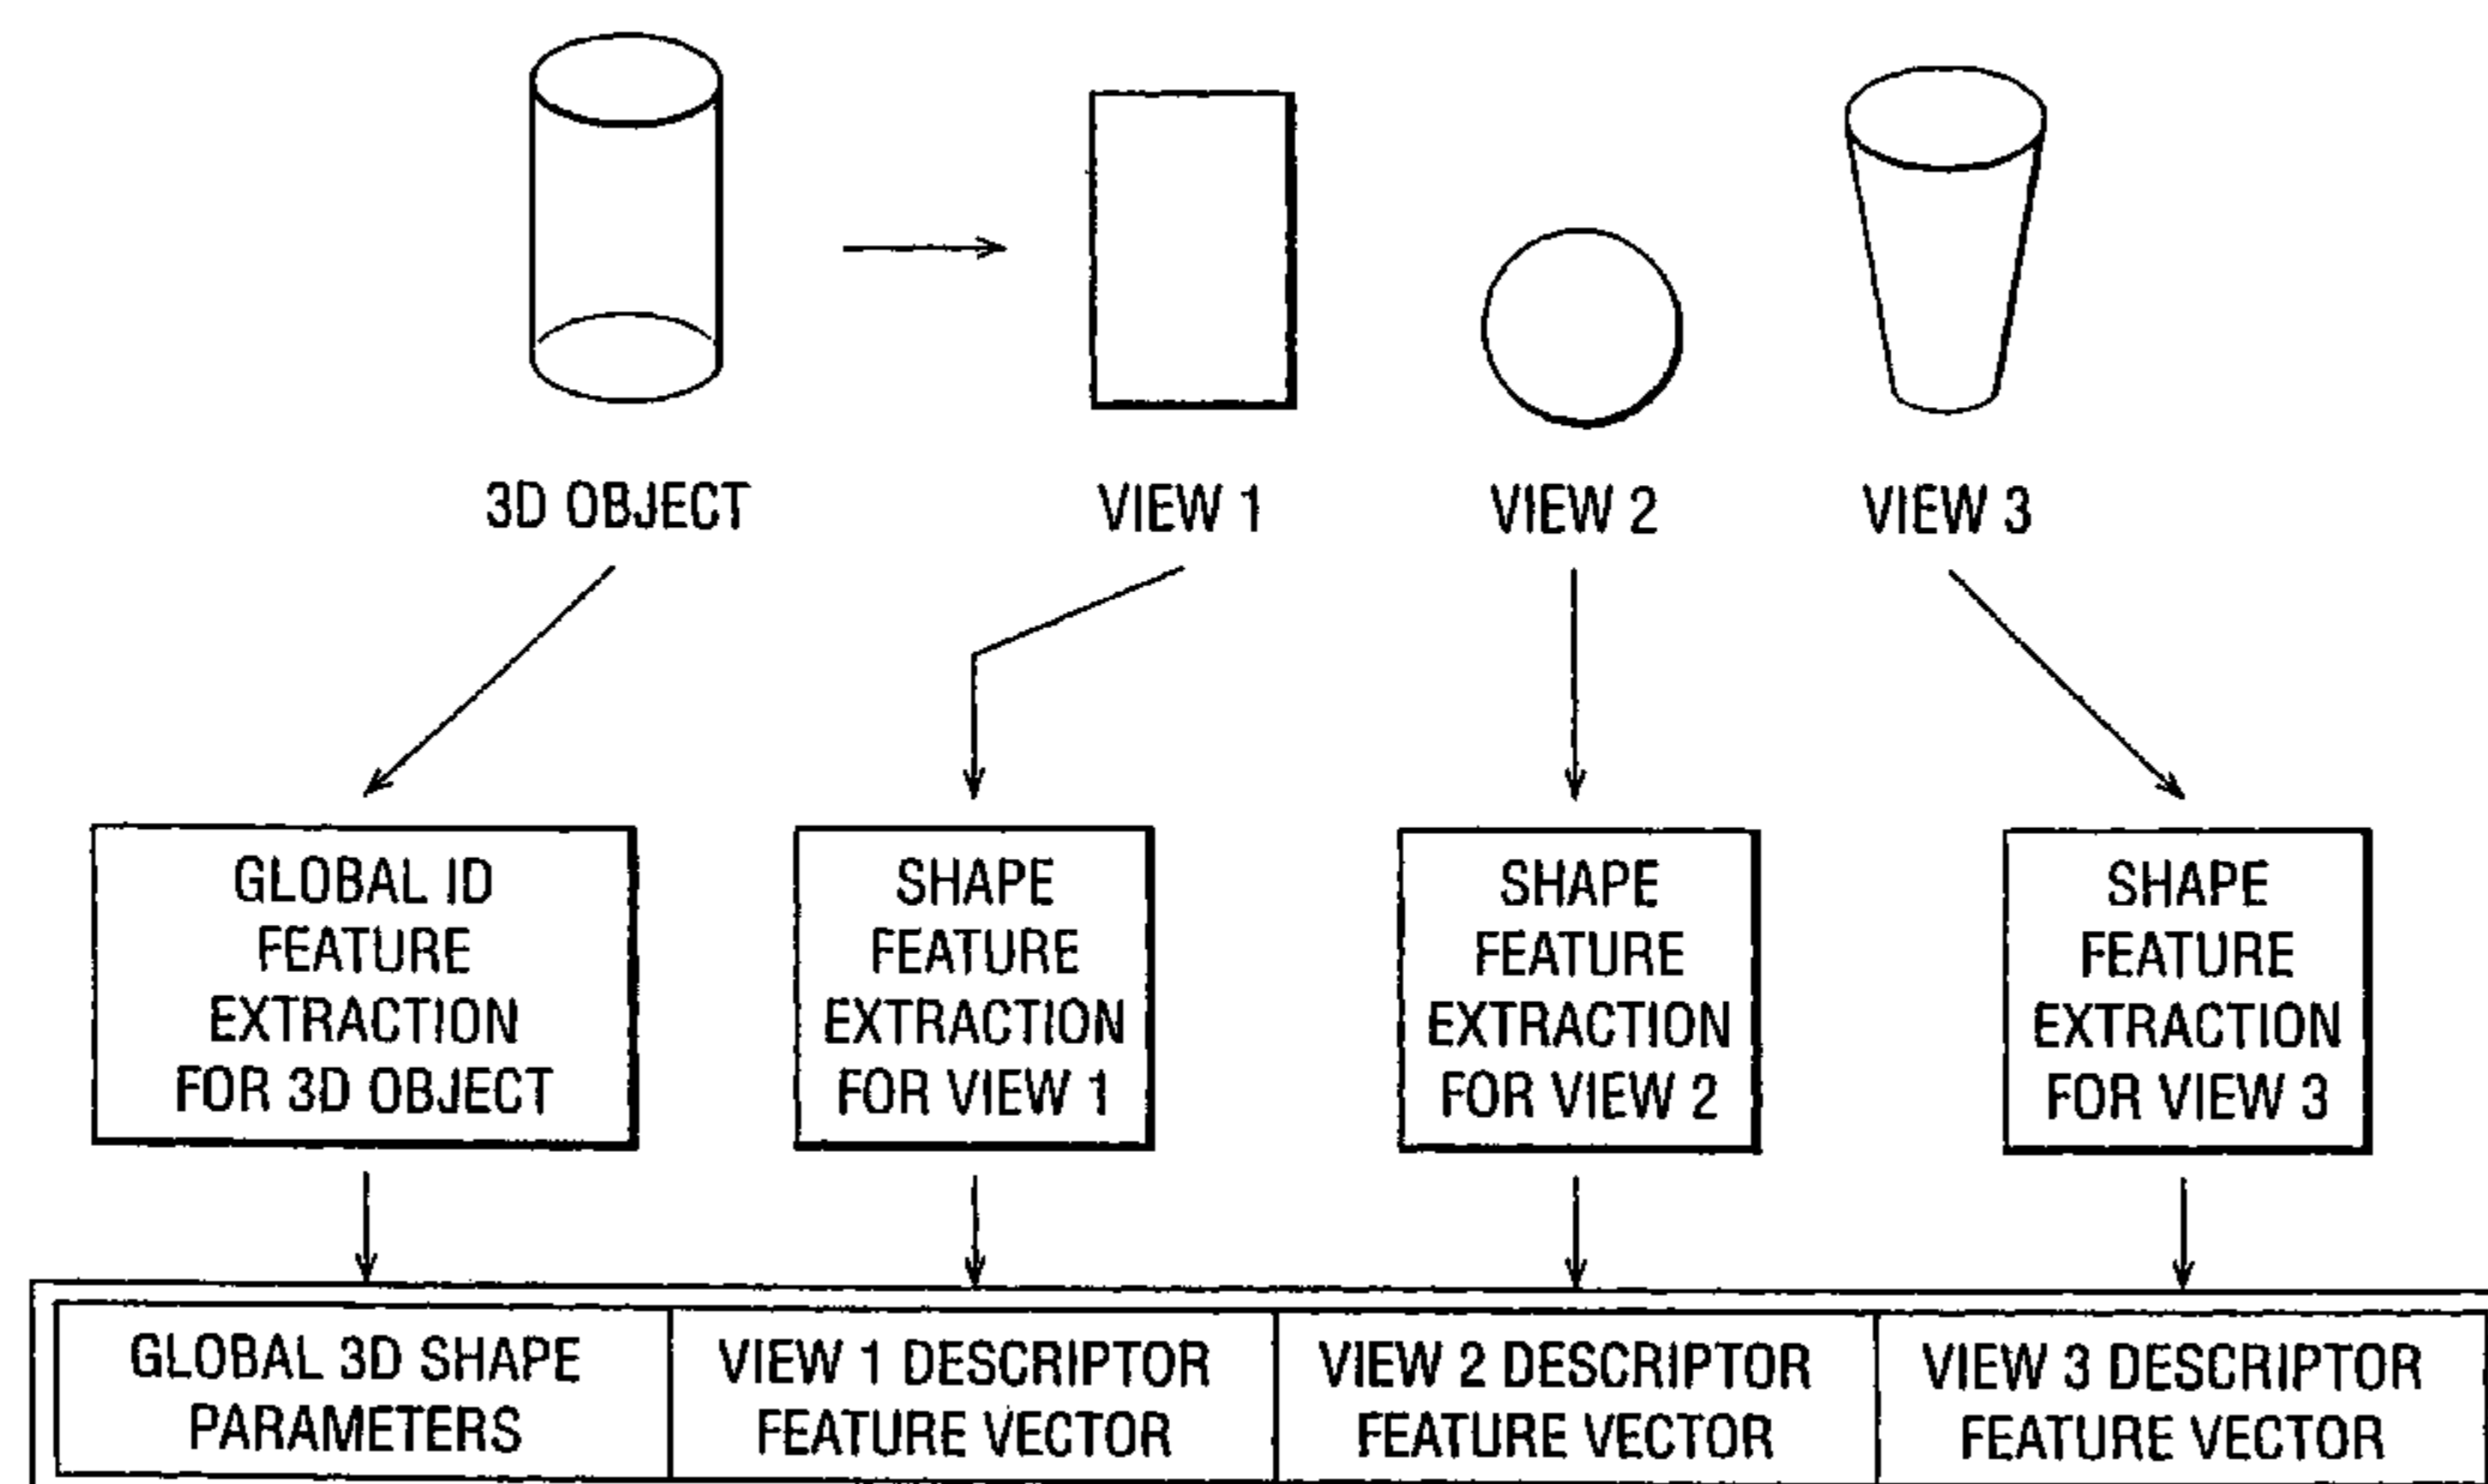 3D OBJECT
VIEW 1
VIEW 2
VIEW 3
GLOBAL ID
FEATURE
EXTRACTION
FOR 3D OBJECT
SHAPE
FEATURE
EXTRACTION
FOR VIEW 1
SHAPE
FEATURE
EXTRACTION
FOR VIEW 2
SHAPE
FEATURE
EXTRACTION
FOR VIEW 3
GLOBAL 3D SHAPE
PARAMETERS
VIEW 1 DESCRIPTOR
FEATURE VECTOR
VIEW 2 DESCRIPTOR
FEATURE VECTOR
VIEW 3 DESCRIPTOR
FEATURE VECTOR